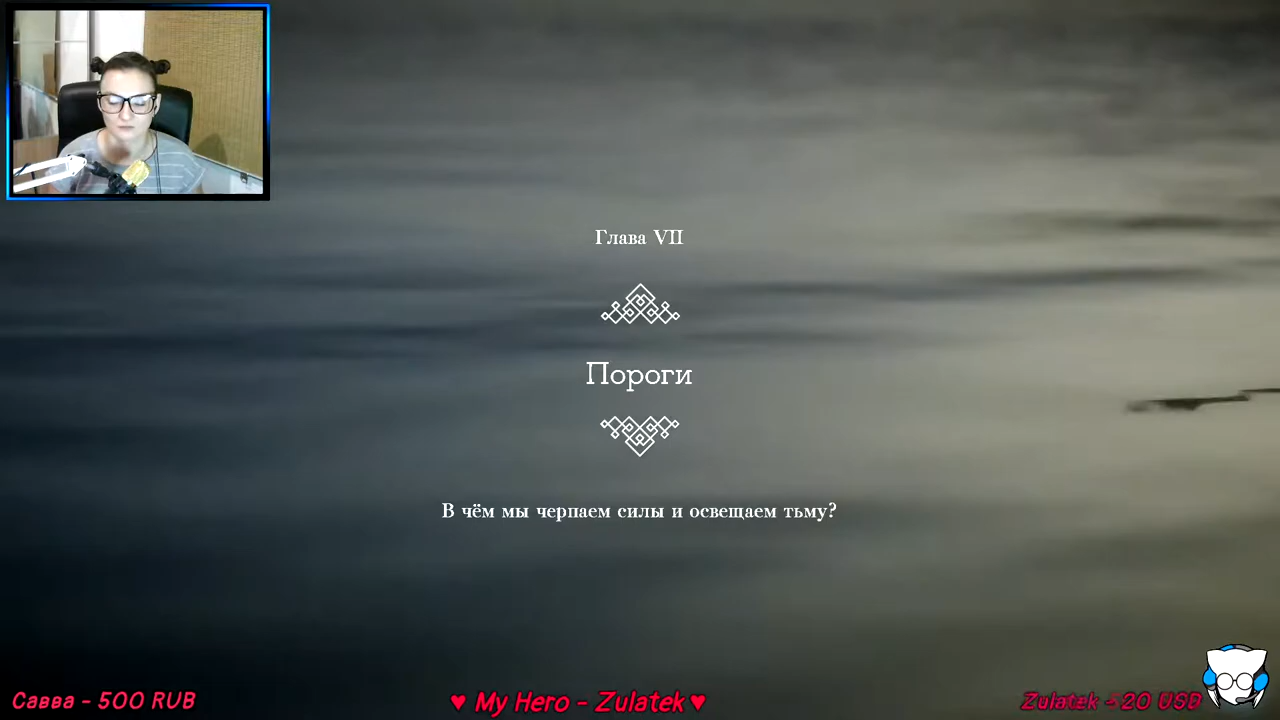 Глава VII
Пороги
В чём мы черпаем силы и освещаем тьму?
Савва - 500 RUB
♥ My Hero - Zulatek ♥
Zulatek - 20 USD